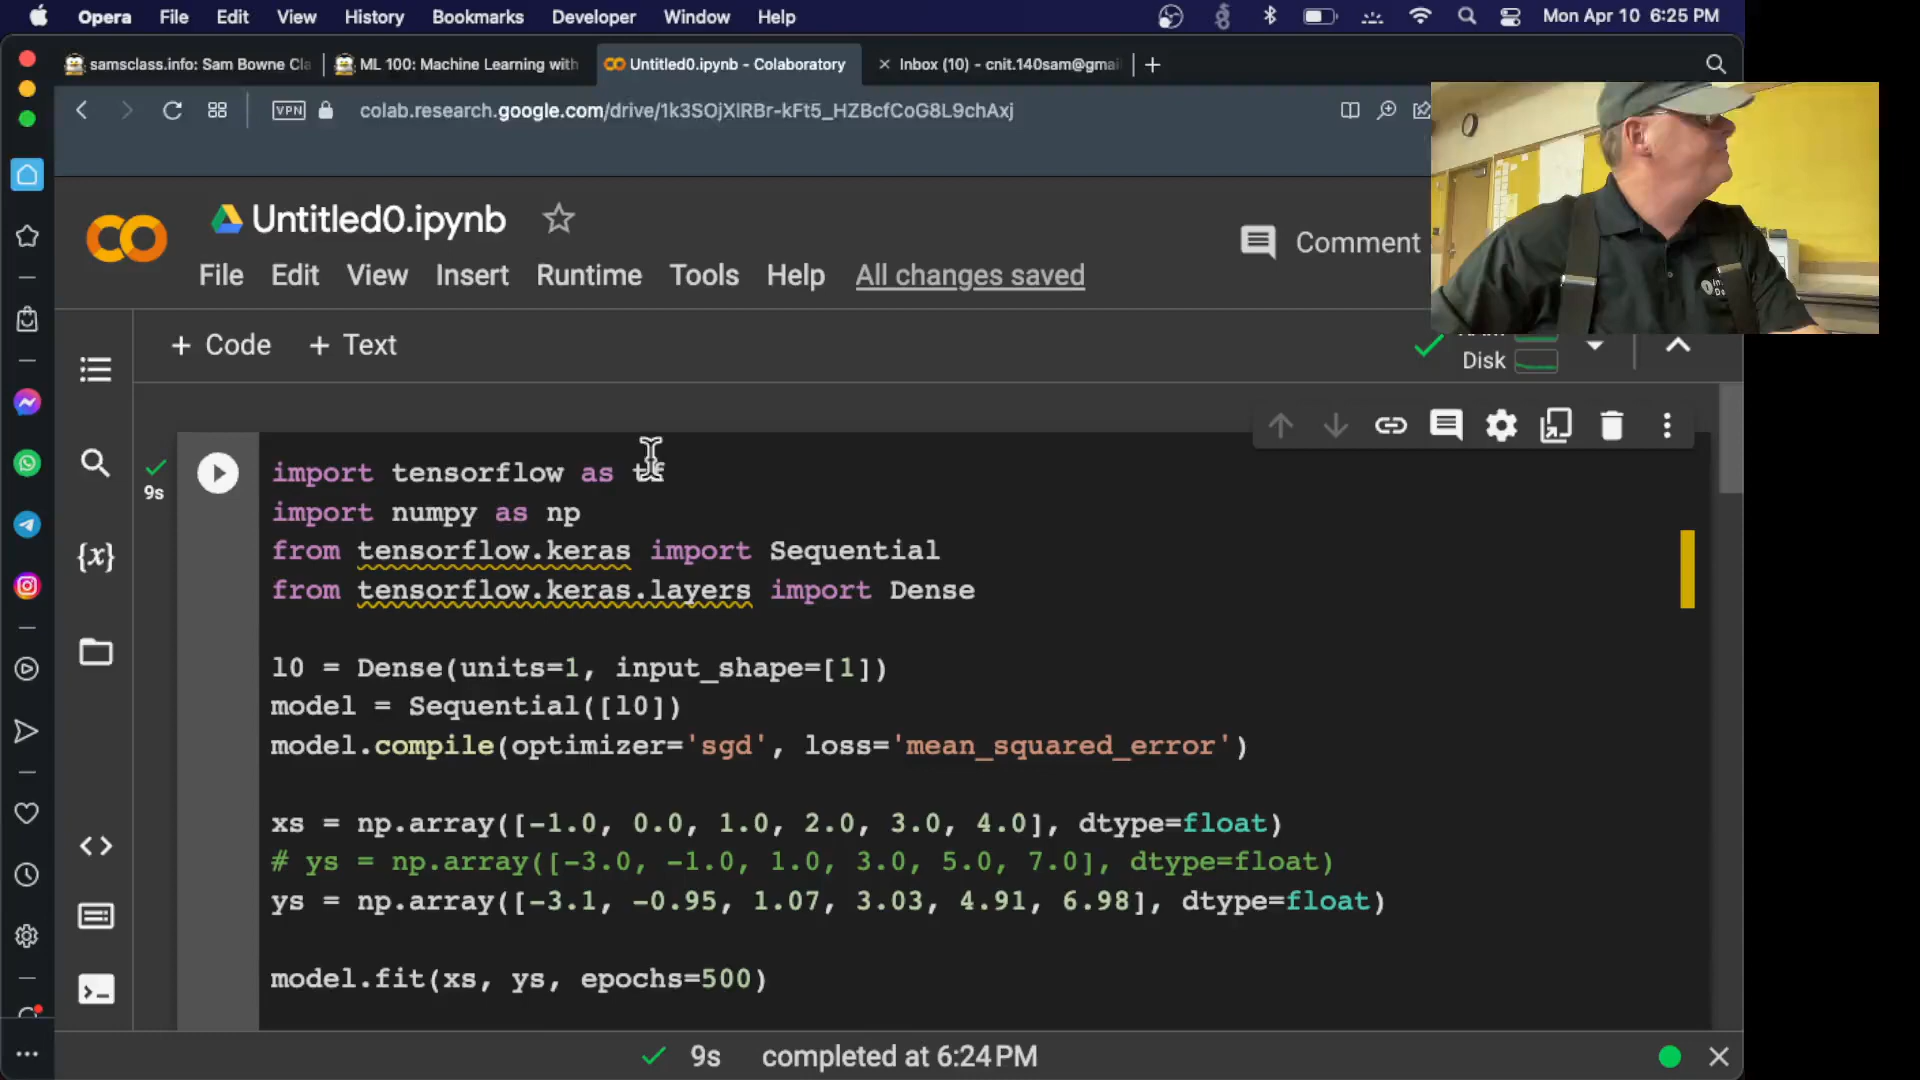 Opera File Edit View History Bookmarks Developer Window Help Mon Apr 10 6:25 PM
samsclass.info: Sam Bowne Cla ML 100: Machine Learning with Untitled0.ipynb - Colaboratory Inbox (10) - cnit.140sam@gmai
VPN colab.research.google.com/drive/1k3SOjXlRBr-kFt5_HZBcfCoG8L9chAxj
Untitled0.ipynb
Comment
File Edit View Insert Runtime Tools Help All changes saved
+ Code + Text
Disk
9s
import tensorflow as tf
import numpy as np
from tensorflow.keras import Sequential
from tensorflow.keras.layers import Dense
l0 = Dense(units=1, input_shape=[1])
model = Sequential([l0])
model.compile(optimizer='sgd', loss='mean_squared_error')
xs = np.array([-1.0, 0.0, 1.0, 2.0, 3.0, 4.0], dtype=float)
# ys = np.array([-3.0, -1.0, 1.0, 3.0, 5.0, 7.0], dtype=float)
ys = np.array([-3.1, -0.95, 1.07, 3.03, 4.91, 6.98], dtype=float)
model.fit(xs, ys, epochs=500)
9s completed at 6:24 PM